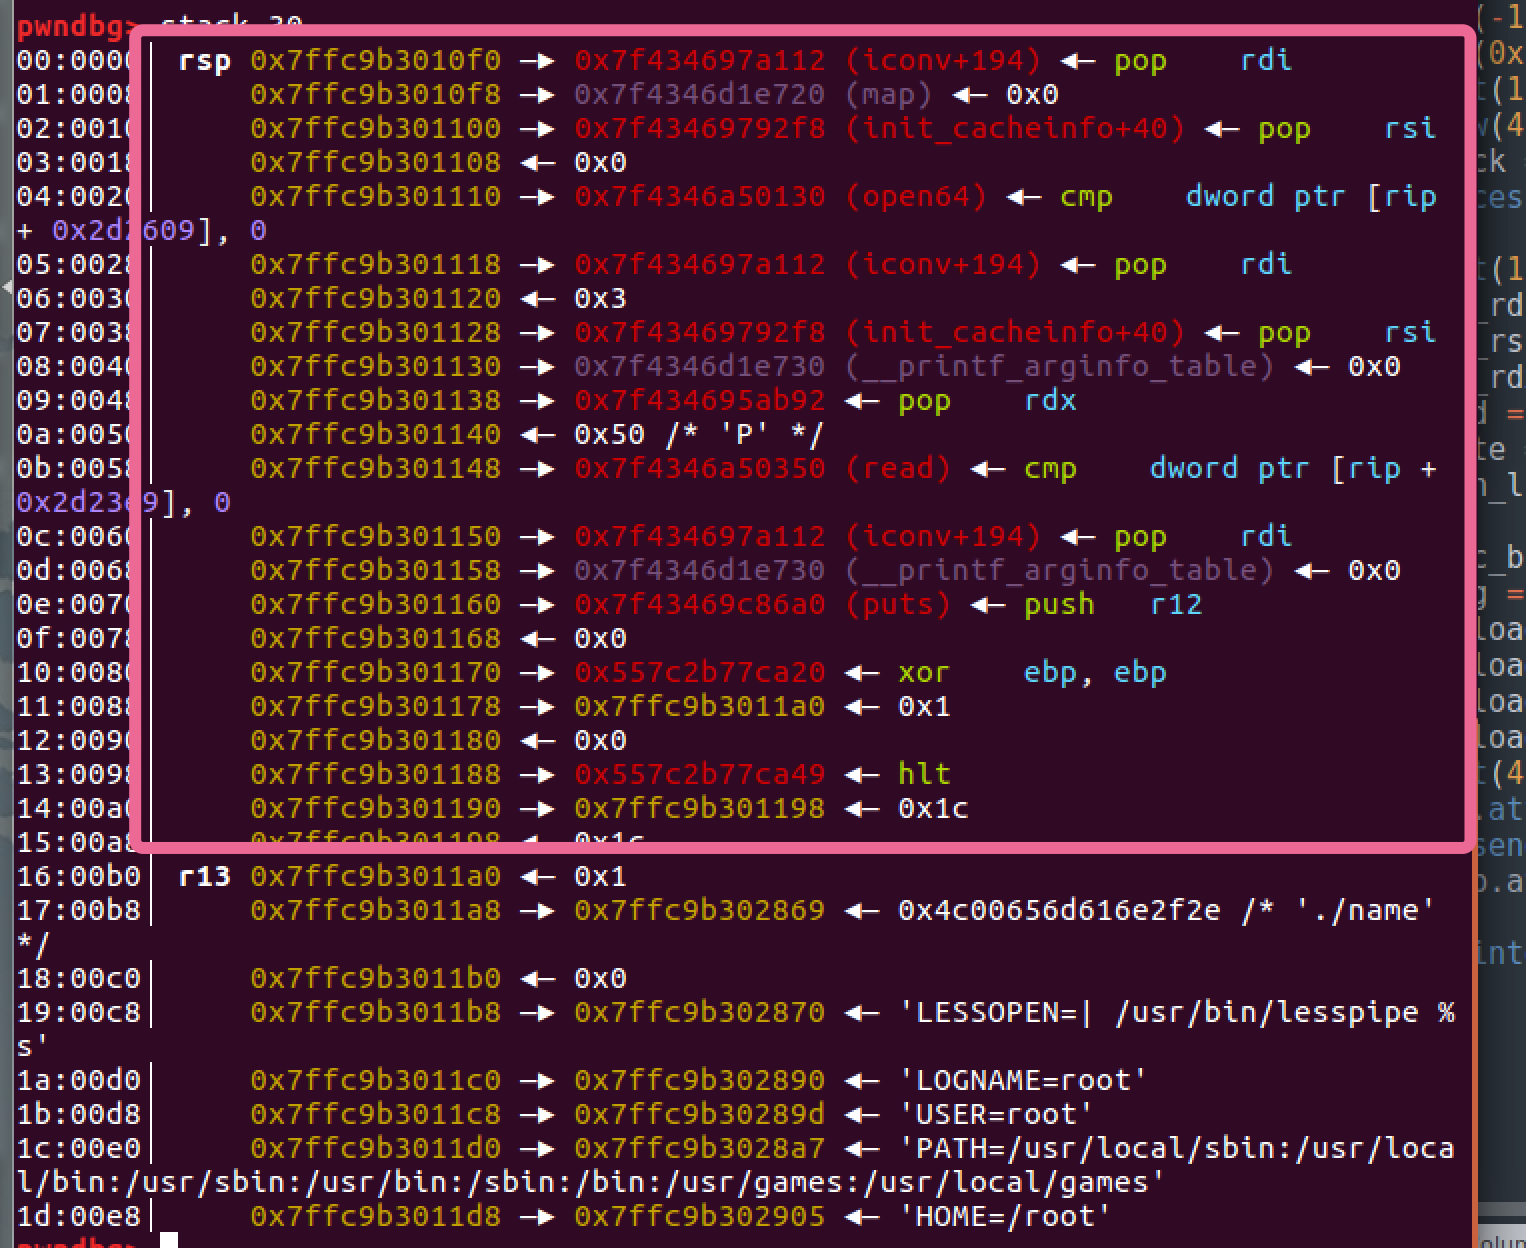 pwndbg> stack 30
00:0000│ rsp 0x7ffc9b3010f0 —▸ 0x7f434697a112 (iconv+194) ◂— pop    rdi
01:0008│     0x7ffc9b3010f8 —▸ 0x7f4346d1e720 (map) ◂— 0x0
02:0010│     0x7ffc9b301100 —▸ 0x7f43469792f8 (init_cacheinfo+40) ◂— pop    rsi
03:0018│     0x7ffc9b301108 ◂— 0x0
04:0020│     0x7ffc9b301110 —▸ 0x7f4346a50130 (open64) ◂— cmp    dword ptr [rip
+ 0x2d2609], 0
05:0028│     0x7ffc9b301118 —▸ 0x7f434697a112 (iconv+194) ◂— pop    rdi
06:0030│     0x7ffc9b301120 ◂— 0x3
07:0038│     0x7ffc9b301128 —▸ 0x7f43469792f8 (init_cacheinfo+40) ◂— pop    rsi
08:0040│     0x7ffc9b301130 —▸ 0x7f4346d1e730 (__printf_arginfo_table) ◂— 0x0
09:0048│     0x7ffc9b301138 —▸ 0x7f434695ab92 ◂— pop    rdx
0a:0050│     0x7ffc9b301140 ◂— 0x50 /* 'P' */
0b:0058│     0x7ffc9b301148 —▸ 0x7f4346a50350 (read) ◂— cmp    dword ptr [rip +
0x2d23e9], 0
0c:0060│     0x7ffc9b301150 —▸ 0x7f434697a112 (iconv+194) ◂— pop    rdi
0d:0068│     0x7ffc9b301158 —▸ 0x7f4346d1e730 (__printf_arginfo_table) ◂— 0x0
0e:0070│     0x7ffc9b301160 —▸ 0x7f43469c86a0 (puts) ◂— push   r12
0f:0078│     0x7ffc9b301168 ◂— 0x0
10:0080│     0x7ffc9b301170 —▸ 0x557c2b77ca20 ◂— xor    ebp, ebp
11:0088│     0x7ffc9b301178 —▸ 0x7ffc9b3011a0 ◂— 0x1
12:0090│     0x7ffc9b301180 ◂— 0x0
13:0098│     0x7ffc9b301188 —▸ 0x557c2b77ca49 ◂— hlt
14:00a0│     0x7ffc9b301190 —▸ 0x7ffc9b301198 ◂— 0x1c
15:00a8│     0x7ffc9b301198 ◂— 0x1c
16:00b0│ r13 0x7ffc9b3011a0 ◂— 0x1
17:00b8│     0x7ffc9b3011a8 —▸ 0x7ffc9b302869 ◂— 0x4c00656d616e2f2e /* './name'
*/
18:00c0│     0x7ffc9b3011b0 ◂— 0x0
19:00c8│     0x7ffc9b3011b8 —▸ 0x7ffc9b302870 ◂— 'LESSOPEN=| /usr/bin/lesspipe %
s'
1a:00d0│     0x7ffc9b3011c0 —▸ 0x7ffc9b302890 ◂— 'LOGNAME=root'
1b:00d8│     0x7ffc9b3011c8 —▸ 0x7ffc9b30289d ◂— 'USER=root'
1c:00e0│     0x7ffc9b3011d0 —▸ 0x7ffc9b3028a7 ◂— 'PATH=/usr/local/sbin:/usr/loca
l/bin:/usr/sbin:/usr/bin:/sbin:/bin:/usr/games:/usr/local/games'
1d:00e8│     0x7ffc9b3011d8 —▸ 0x7ffc9b302905 ◂— 'HOME=/root'
pwndbg>